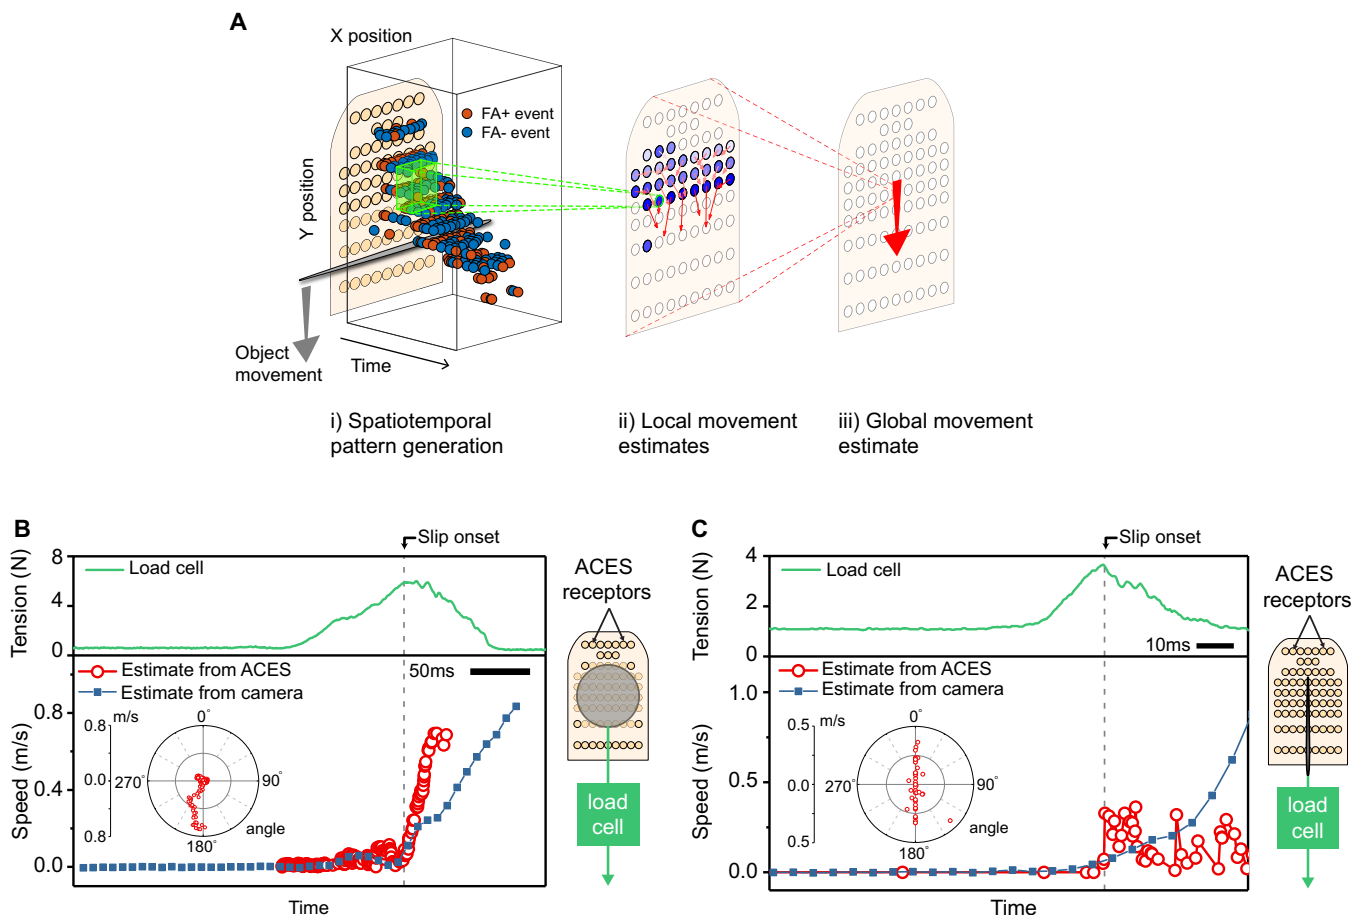 A
X position
FA+ event
FA- event
Y position
Object
movement
Time
i) Spatiotemporal
pattern generation
ii) Local movement
estimates
iii) Global movement
estimate
B
Slip onset
8
4
0
Tension (N)
Load cell
Estimate from ACES
Estimate from camera
50ms
0.8
0.4
0.0
Speed (m/s)
0.8
m/s
0.0
0.8
0°
90°
180°
270°
angle
Time
ACES
receptors
load
cell
C
Slip onset
4
2
0
Tension (N)
Load cell
10ms
Estimate from ACES
Estimate from camera
1.0
0.5
0.0
Speed (m/s)
0.5
m/s
0.0
0.5
0°
90°
180°
270°
angle
Time
ACES
receptors
load
cell